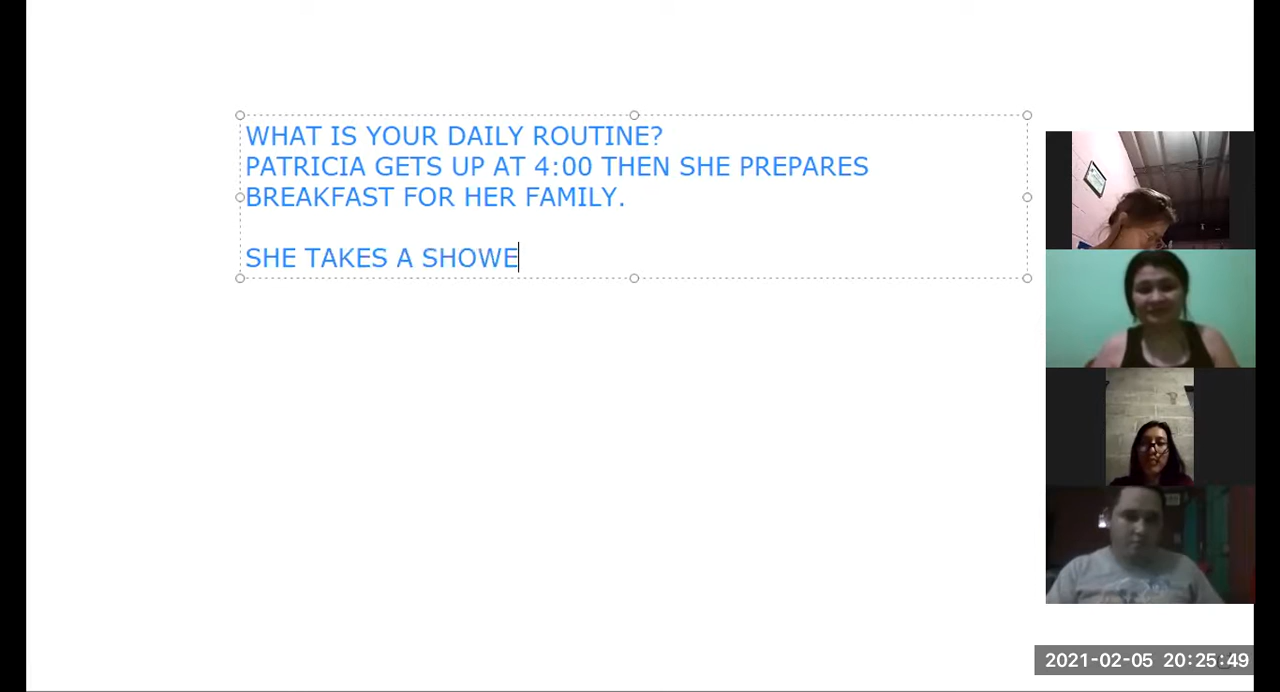 WHAT IS YOUR DAILY ROUTINE?
PATRICIA GETS UP AT 4:00 THEN SHE PREPARES
BREAKFAST FOR HER FAMILY.
SHE TAKES A SHOWE
2021-02-05 20:25:49